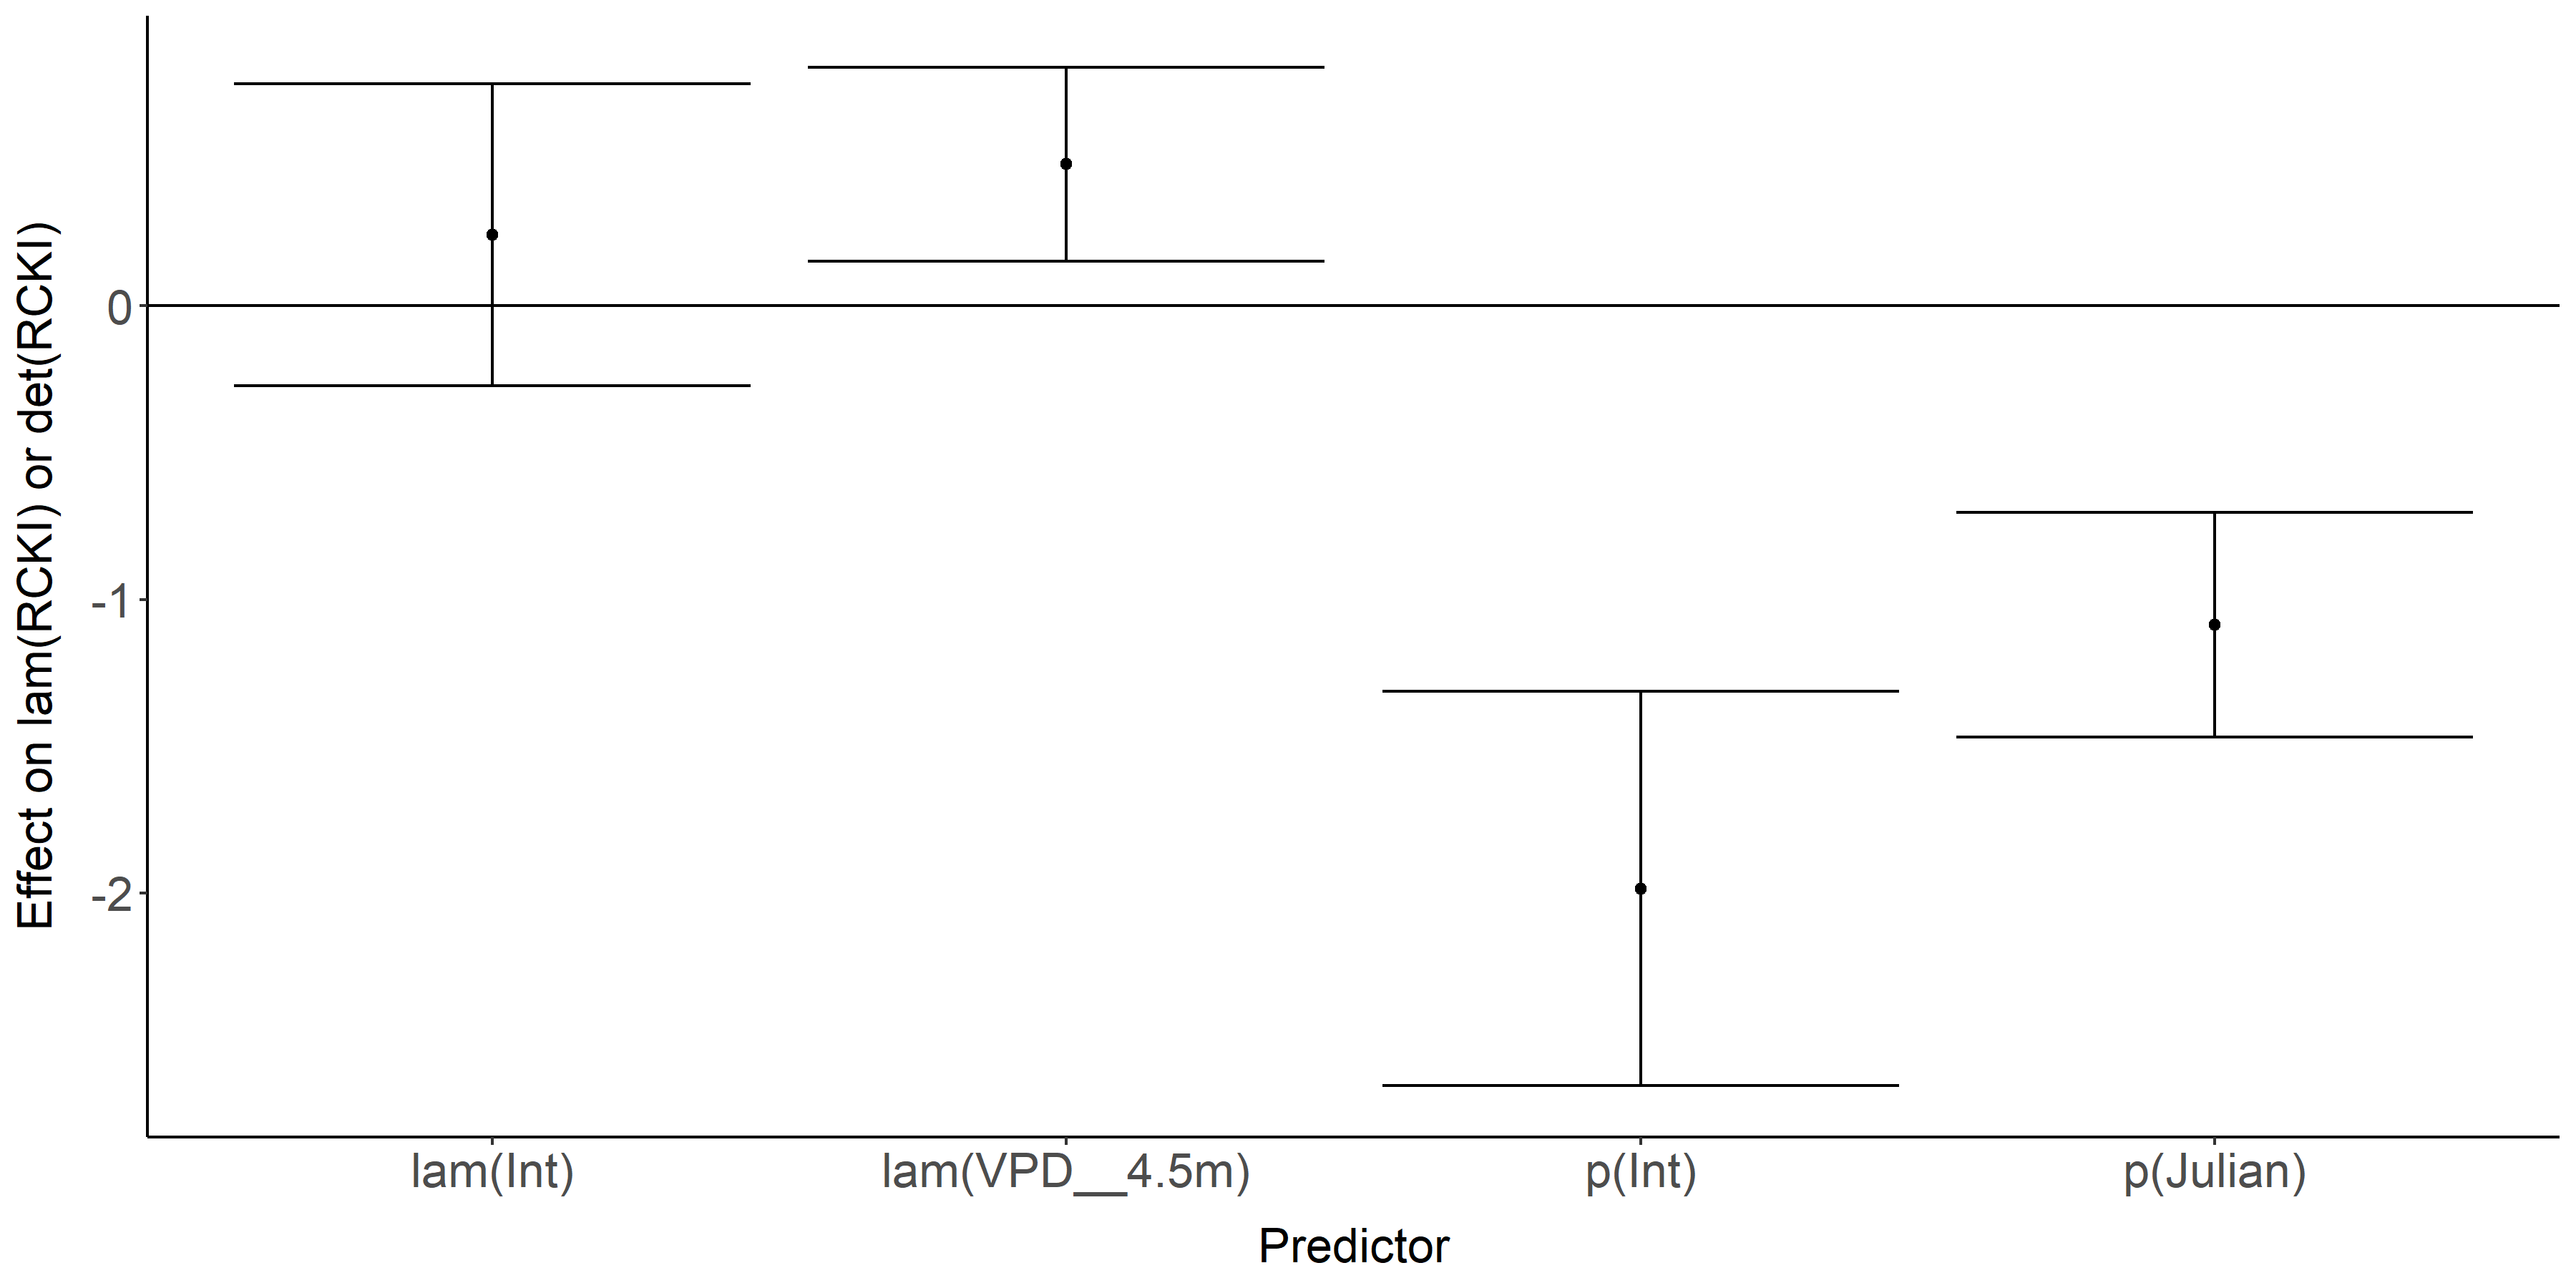 Effect on lam(RCKI) or det(RCKI)
0
-1
-2
lam(Int)
lam(VPD__4.5m)
p(Int)
p(Julian)
Predictor